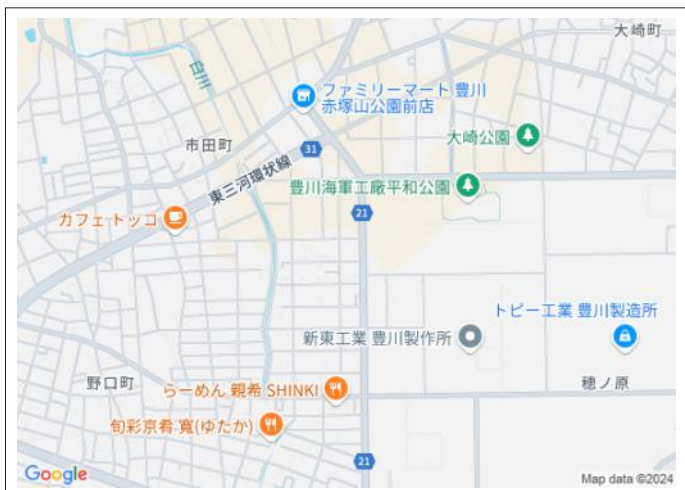 大崎町
白川
ファミリーマート 豊川
赤塚山公園前店
市田町
大崎公園
31
東三河環状線
豊川海軍工廠平和公園
カフェ トッコ
21
トピー工業 豊川製造所
新東工業 豊川製作所
野口町
らーめん 親希 SHINKI
穂ノ原
旬彩京肴 寛(ゆたか)
21
Google
Map data ©2024